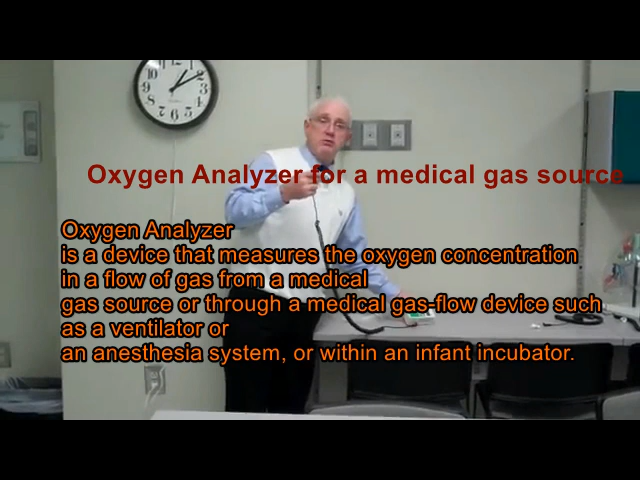 Oxygen Analyzer for a medical gas source
Oxygen Analyzer
is a device that measures the oxygen concentration
in a flow of gas from a medical
gas source or through a medical gas-flow device such
as a ventilator or
an anesthesia system, or within an infant incubator.